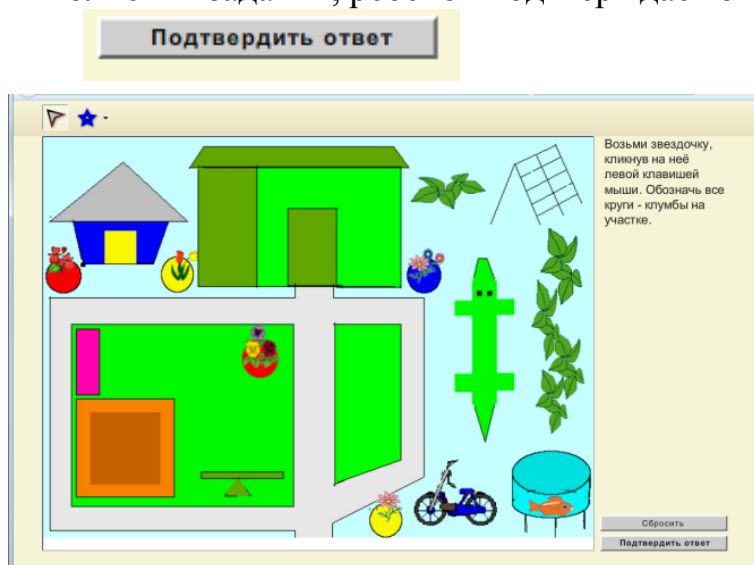 Подтвердить ответ
Возьми звездочку,
кликнув на неё
левой клавишей
мыши. Обозначь все
круги - клумбы на
участке.
Сбросить
Подтвердить ответ